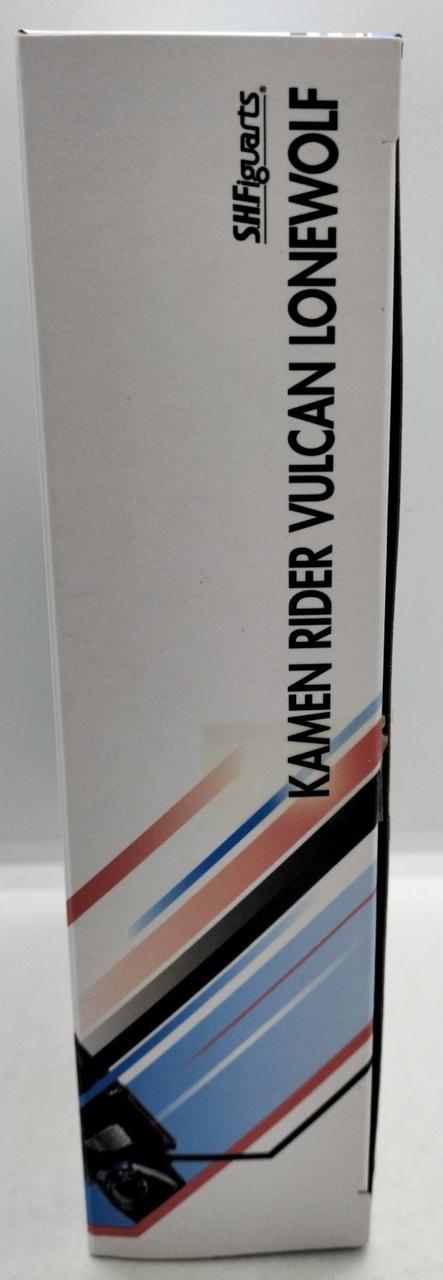 S.H.Figuarts®
KAMEN RIDER VULCAN LONEWOLF